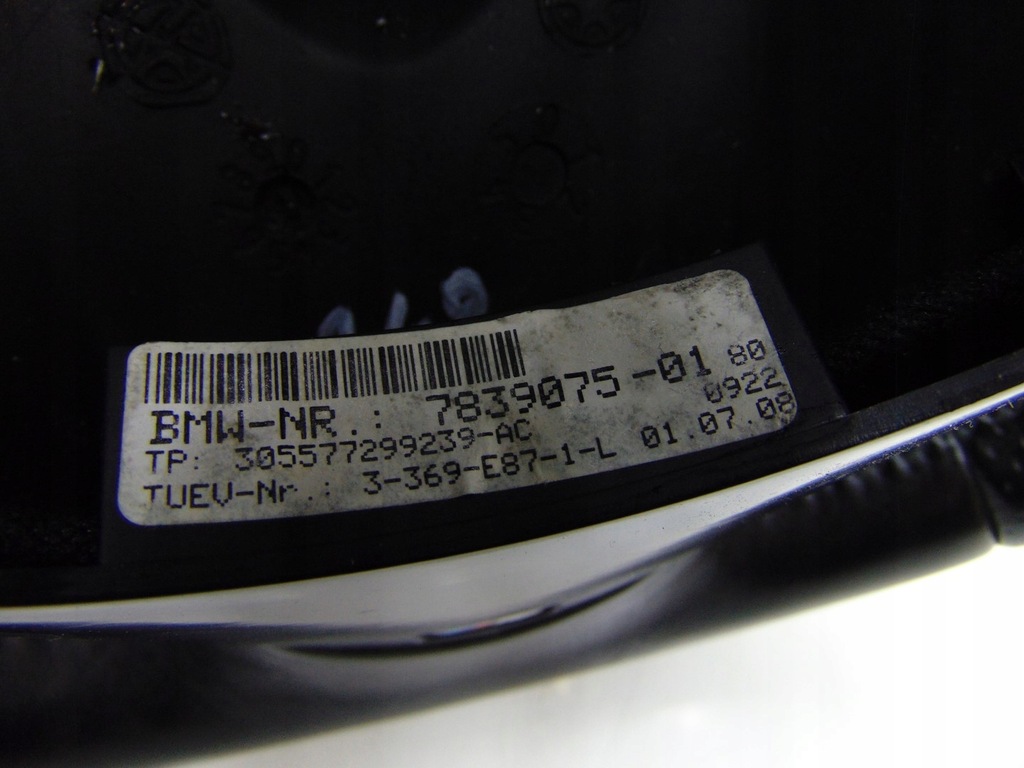 BMW-NR.: 7839075-01 80
TP: 305577299239-AC 0922
TUEV-Nr.: 3-369-E87-1-L 01.07.08